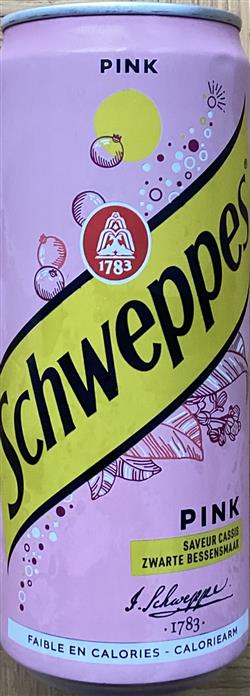 PINK
1783
Schweppes
PINK
SAVEUR CASSIS
ZWARTE BESSENSMAAK
J. Schweppe
·1783·
FAIBLE EN CALORIES - CALORIEARM